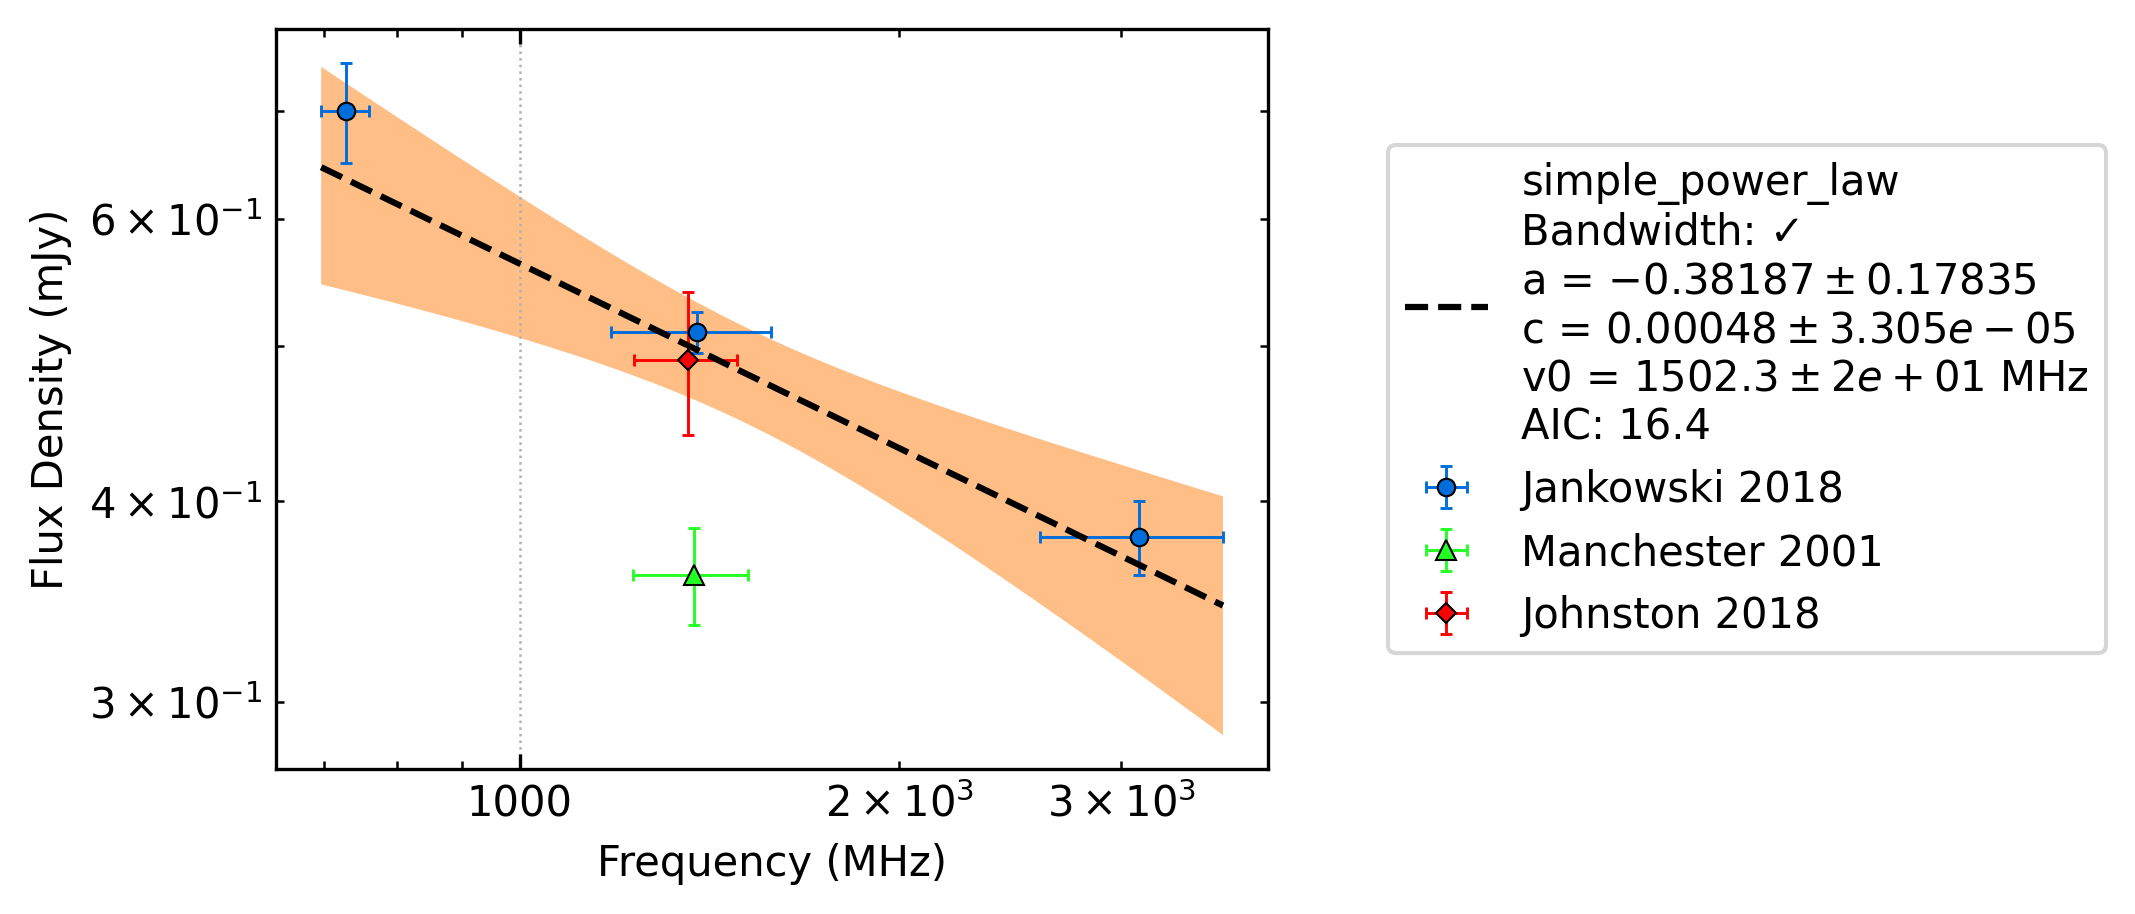 6 × 10⁻¹
4 × 10⁻¹
3 × 10⁻¹
Flux Density (mJy)
1000
2 × 10³
3 × 10³
Frequency (MHz)
simple_power_law
Bandwidth: ✓
a = −0.38187 ± 0.17835
c = 0.00048 ± 3.305e − 05
v0 = 1502.3 ± 2e + 01 MHz
AIC: 16.4
Jankowski 2018
Manchester 2001
Johnston 2018